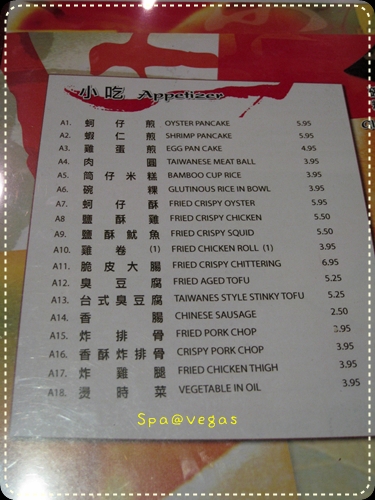 小吃 Appetizer
A1. 蚵仔煎 OYSTER PANCAKE 5.95
A2. 蝦仁煎 SHRIMP PANCAKE 5.95
A3. 雞蛋煎 EGG PAN CAKE 4.95
A4. 肉圓 TAIWANESE MEAT BALL 3.95
A5. 筒仔米糕 BAMBOO CUP RICE 3.95
A6. 碗粿 GLUTINOUS RICE IN BOWL 3.95
A7. 蚵仔酥 FRIED CRISPY OYSTER 5.95
A8 鹽酥雞 FRIED CRISPY CHICKEN 5.50
A9. 鹽酥魷魚 FRIED CRISPY SQUID 5.50
A10. 雞卷 (1) FRIED CHICKEN ROLL (1) 3.95
A11. 脆皮大腸 FRIED CRISPY CHITTERING 6.95
A12. 臭豆腐 FRIED AGED TOFU 5.25
A13. 台式臭豆腐 TAIWANES STYLE STINKY TOFU 5.25
A14. 香腸 CHINESE SAUSAGE 2.50
A15. 炸排骨 FRIED PORK CHOP 3.95
A16. 香酥炸排骨 CRISPY PORK CHOP 3.95
A17. 炸雞腿 FRIED CHICKEN THIGH 3.95
A18. 燙時菜 VEGETABLE IN OIL 3.95
Spa@vegas